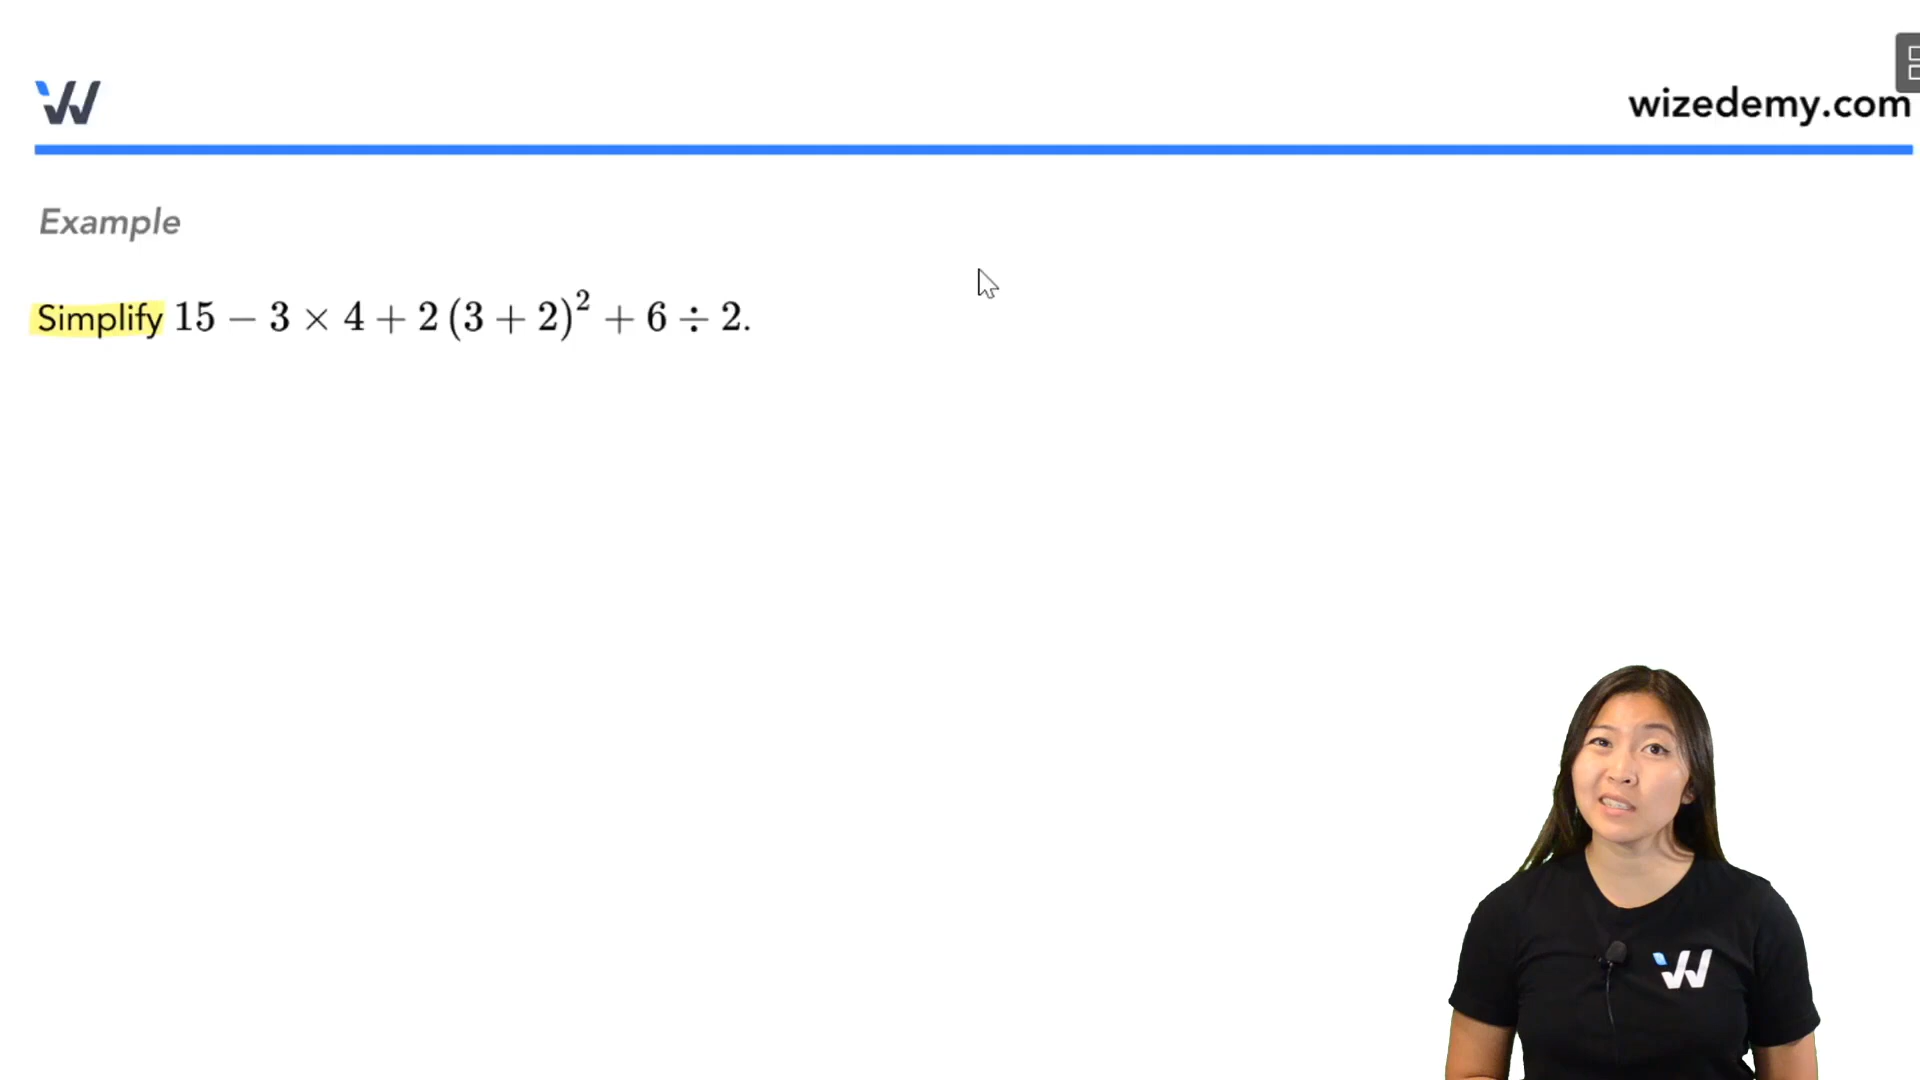 W
wizedemy.com
Example
Simplify 15 − 3 × 4 + 2 (3 + 2)² + 6 ÷ 2.
W